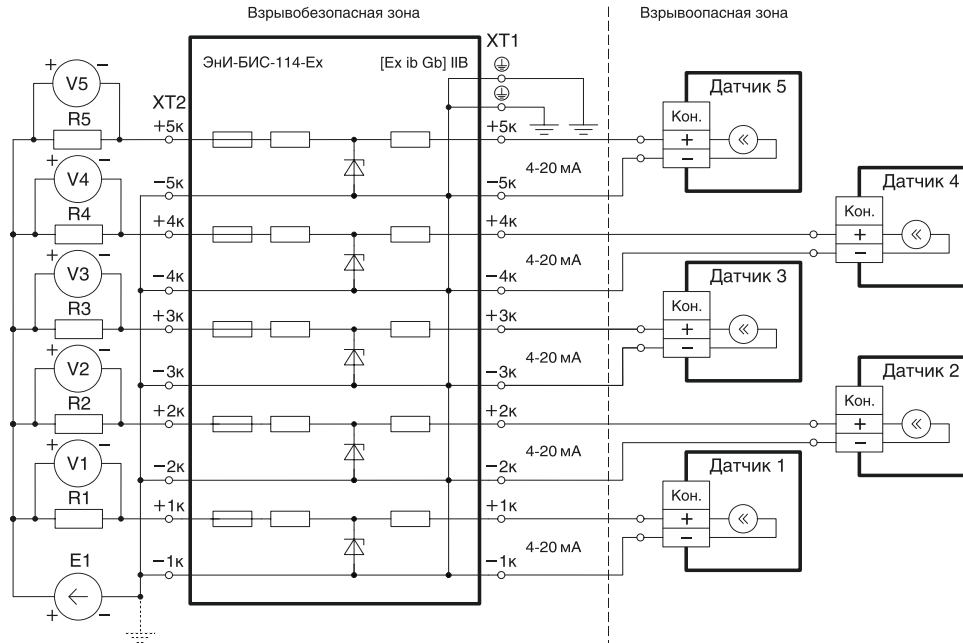 Взрывобезопасная зона
Взрывоопасная зона
ЭнИ-БИС-114-Ex
[Ex ib Gb] IIB
XT1
XT2
+ V5 −
R5
+5к
−5к
+5к
−5к
4-20 мА
Датчик 5
Кон.
+
−
+ V4 −
R4
+4к
−4к
+4к
−4к
4-20 мА
Датчик 4
Кон.
+
−
+ V3 −
R3
+3к
−3к
+3к
−3к
4-20 мА
Датчик 3
Кон.
+
−
+ V2 −
R2
+2к
−2к
+2к
−2к
4-20 мА
Датчик 2
Кон.
+
−
+ V1 −
R1
+1к
−1к
+1к
−1к
4-20 мА
Датчик 1
Кон.
+
−
E1
+ −